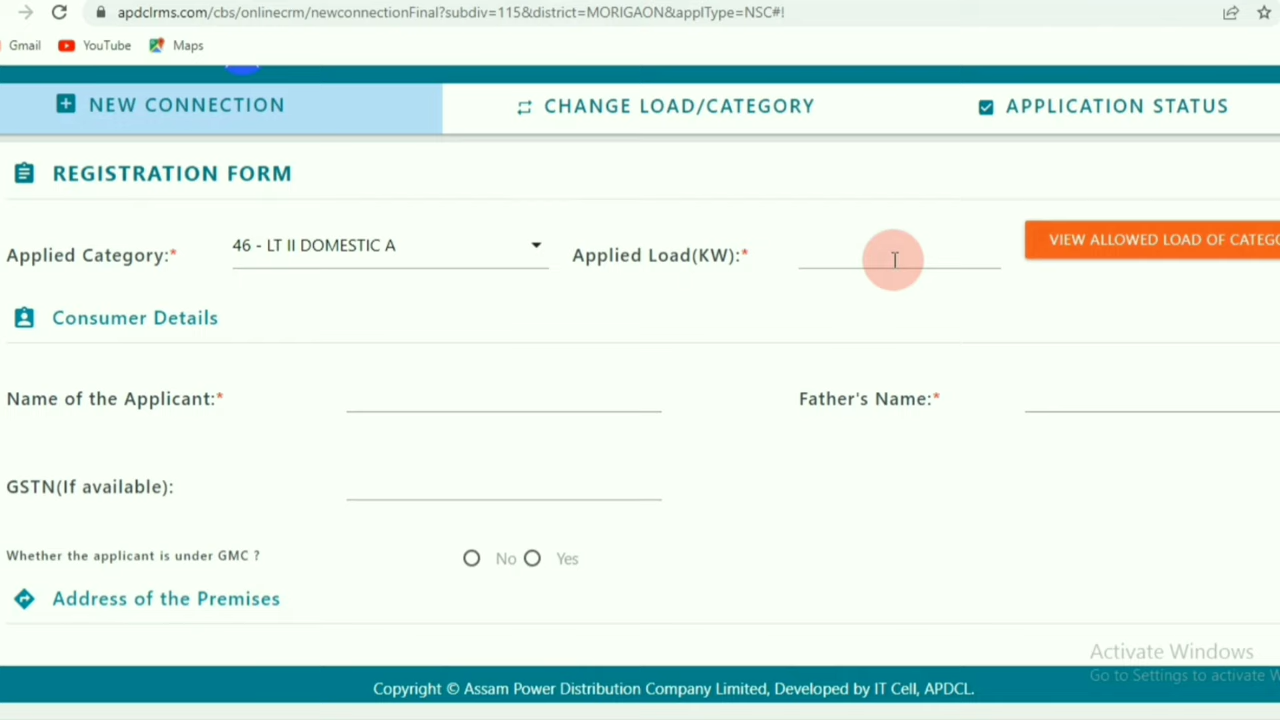 apdclrms.com/cbs/onlinecrm/newconnectionFinal?subdiv=115&district=MORIGAON&applType=NSC#!
Gmail YouTube Maps
NEW CONNECTION CHANGE LOAD/CATEGORY APPLICATION STATUS
REGISTRATION FORM
Applied Category:* 46 - LT II DOMESTIC A Applied Load(KW):* VIEW ALLOWED LOAD OF CATEGO
Consumer Details
Name of the Applicant:* Father's Name:*
GSTN(If available):
Whether the applicant is under GMC ? No Yes
Address of the Premises
Activate Windows
Go to Settings to activate W
Copyright © Assam Power Distribution Company Limited, Developed by IT Cell, APDCL.